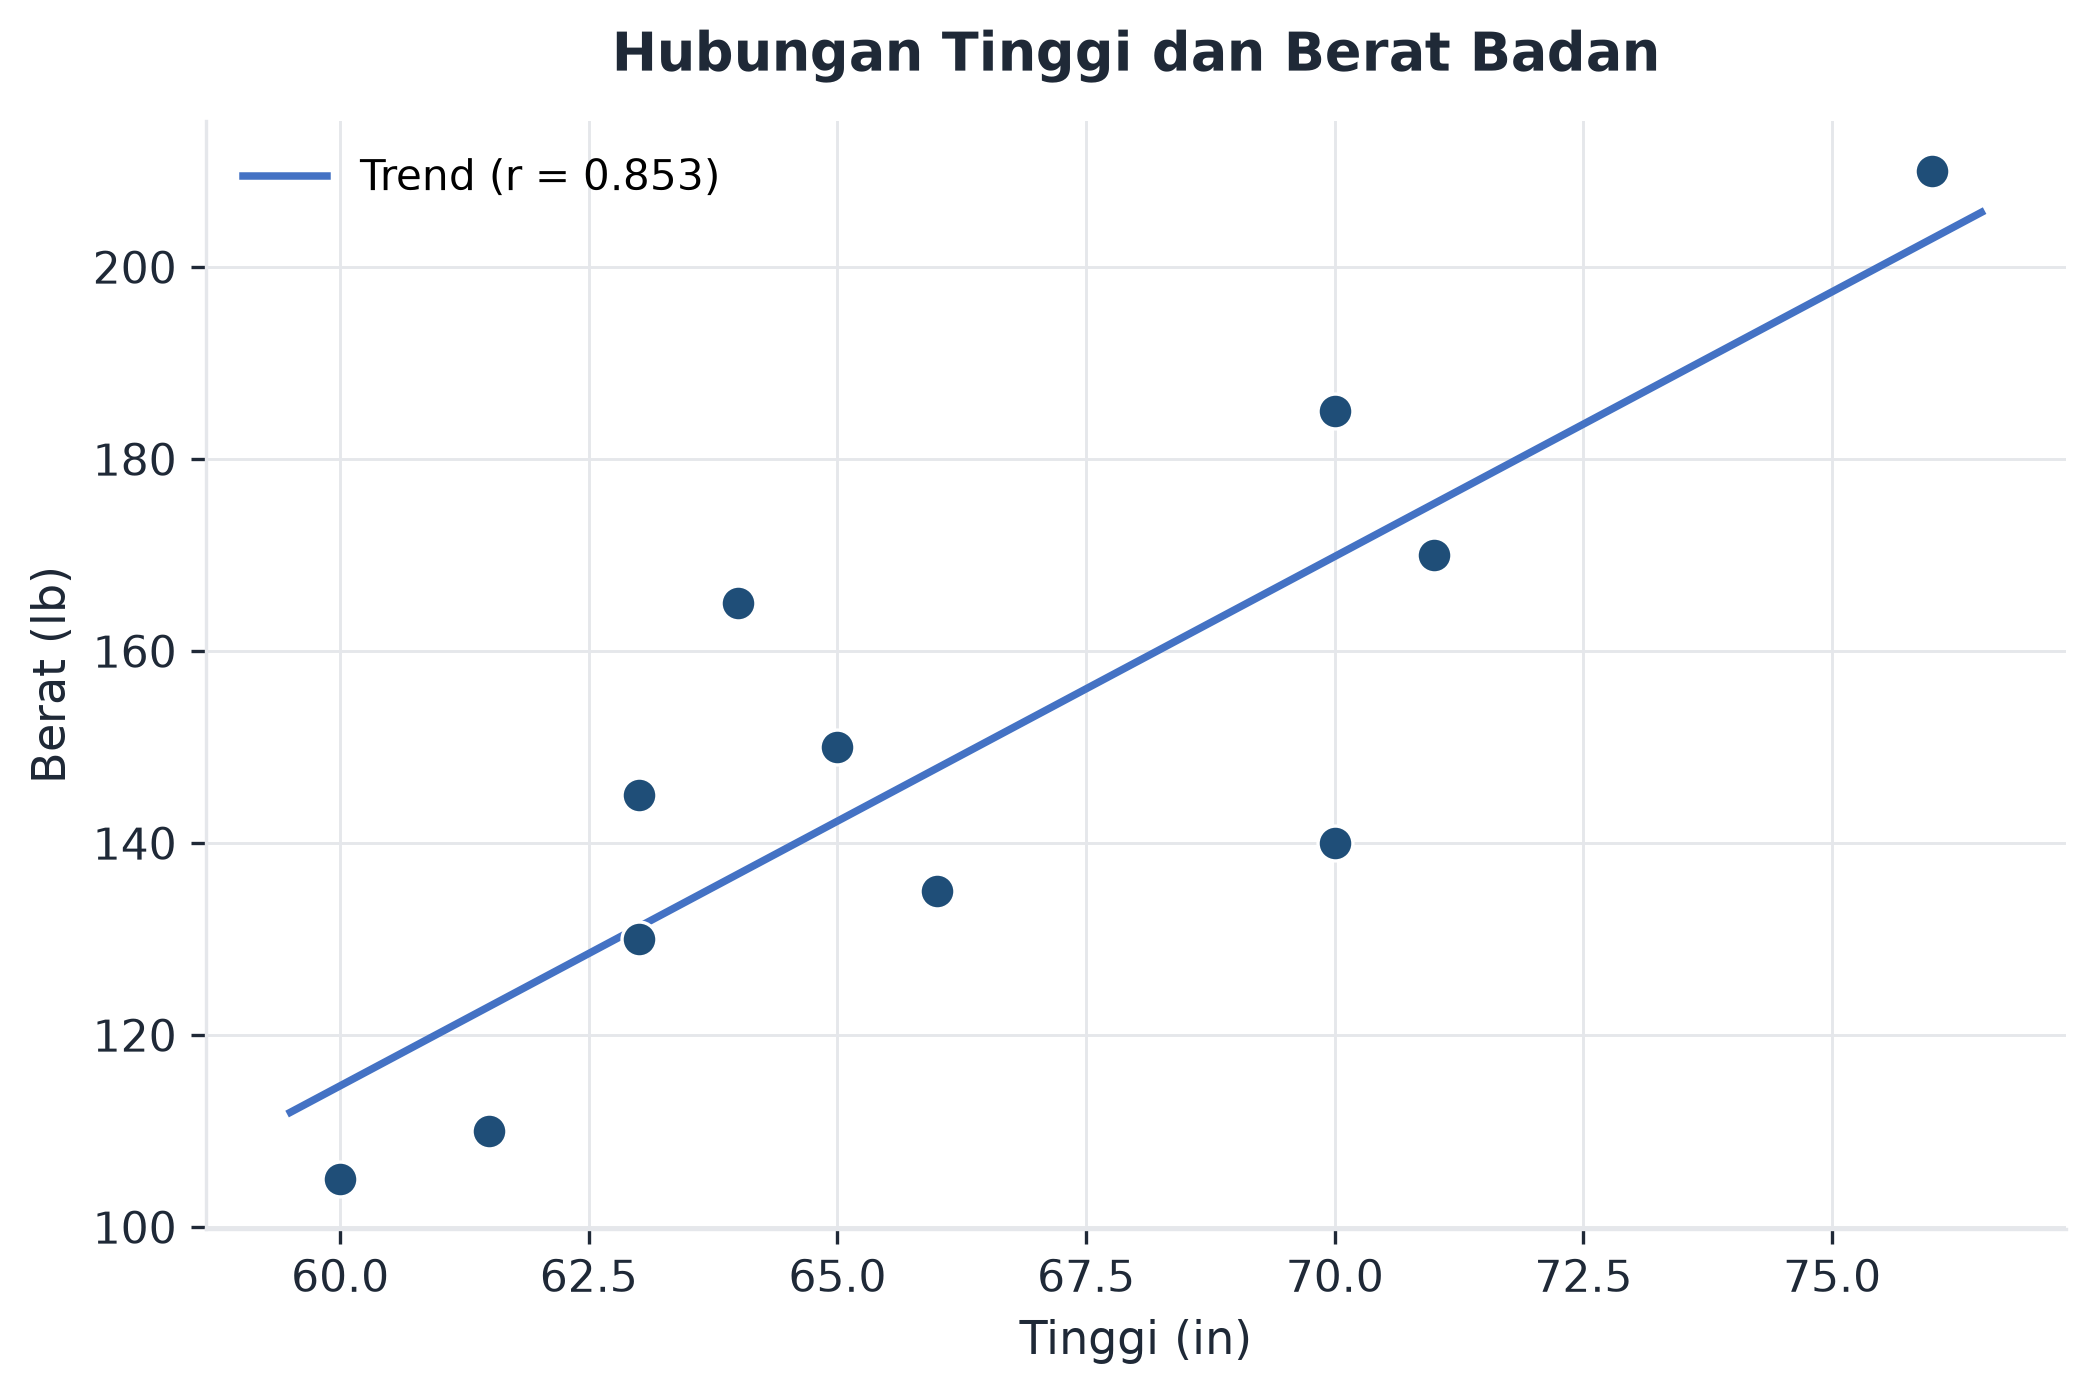 Hubungan Tinggi dan Berat Badan
Trend (r = 0.853)
Berat (lb)
200
180
160
140
120
100
60.0 62.5 65.0 67.5 70.0 72.5 75.0
Tinggi (in)